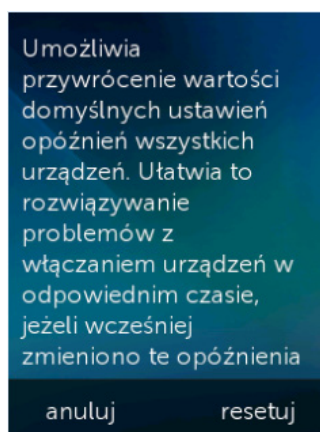 Umożliwia
przywrócenie wartości
domyślnych ustawień
opóźnień wszystkich
urządzeń. Ułatwia to
rozwiązywanie
problemów z
włączaniem urządzeń w
odpowiednim czasie,
jeżeli wcześniej
zmieniono te opóźnienia
anuluj resetuj